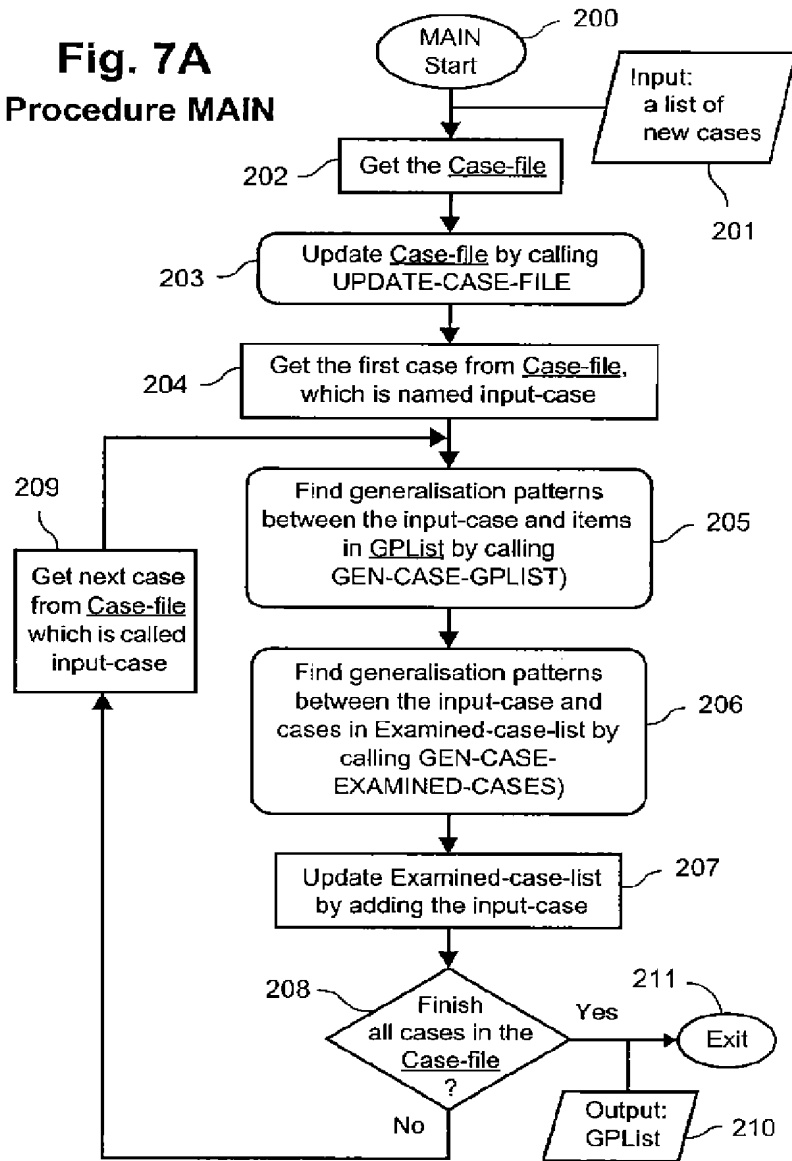 Fig. 7A
Procedure MAIN
MAIN
Start
200
Input:
a list of
new cases
201
202
Get the Case-file
203
Update Case-file by calling
UPDATE-CASE-FILE
204
Get the first case from Case-file,
which is named input-case
209
Get next case
from Case-file
which is called
input-case
Find generalisation patterns
between the input-case and items
in GPList by calling
GEN-CASE-GPLIST)
205
Find generalisation patterns
between the input-case and
cases in Examined-case-list by
calling GEN-CASE-
EXAMINED-CASES)
206
Update Examined-case-list
by adding the input-case
207
208
Finish
all cases in the
Case-file
?
Yes
No
211
Exit
Output:
GPList
210